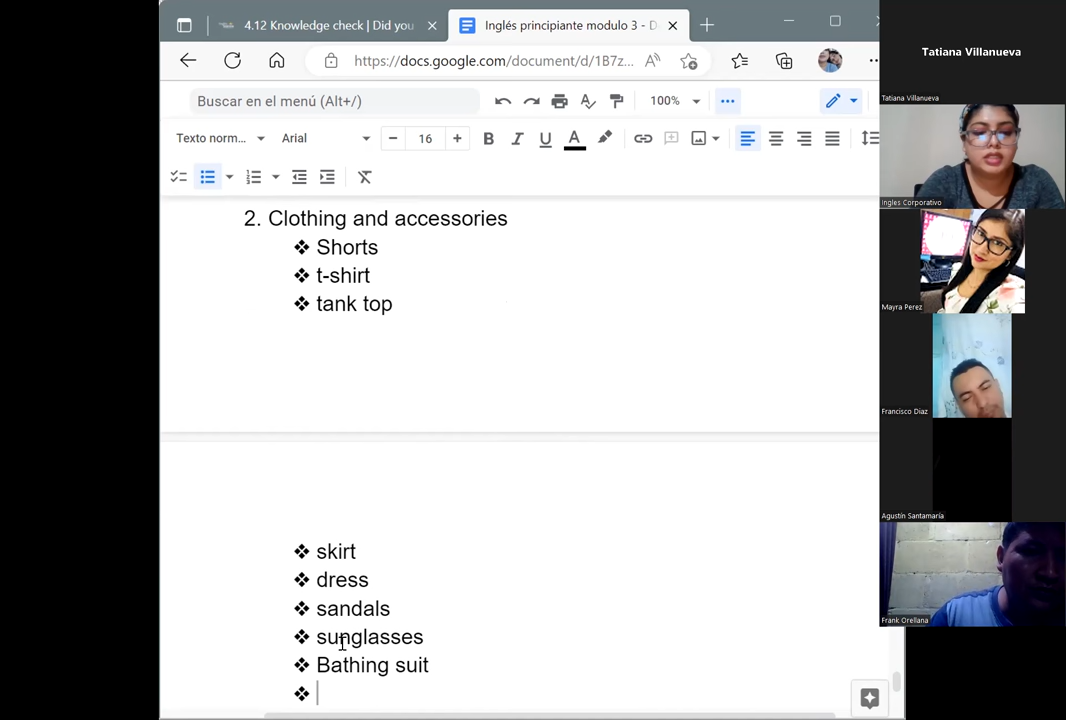 4.12 Knowledge check | Did you
Inglés principiante modulo 3 - D
https://docs.google.com/document/d/1B7z...
Buscar en el menú (Alt+/)
100%
Texto norm...
Arial
16
2. Clothing and accessories
❖ Shorts
❖ t-shirt
❖ tank top
❖ skirt
❖ dress
❖ sandals
❖ sunglasses
❖ Bathing suit
❖
Tatiana Villanueva
Tatiana Villanueva
Ingles Corporativo
Mayra Perez
Francisco Diaz
Agustín Santamaría
Frank Orellana